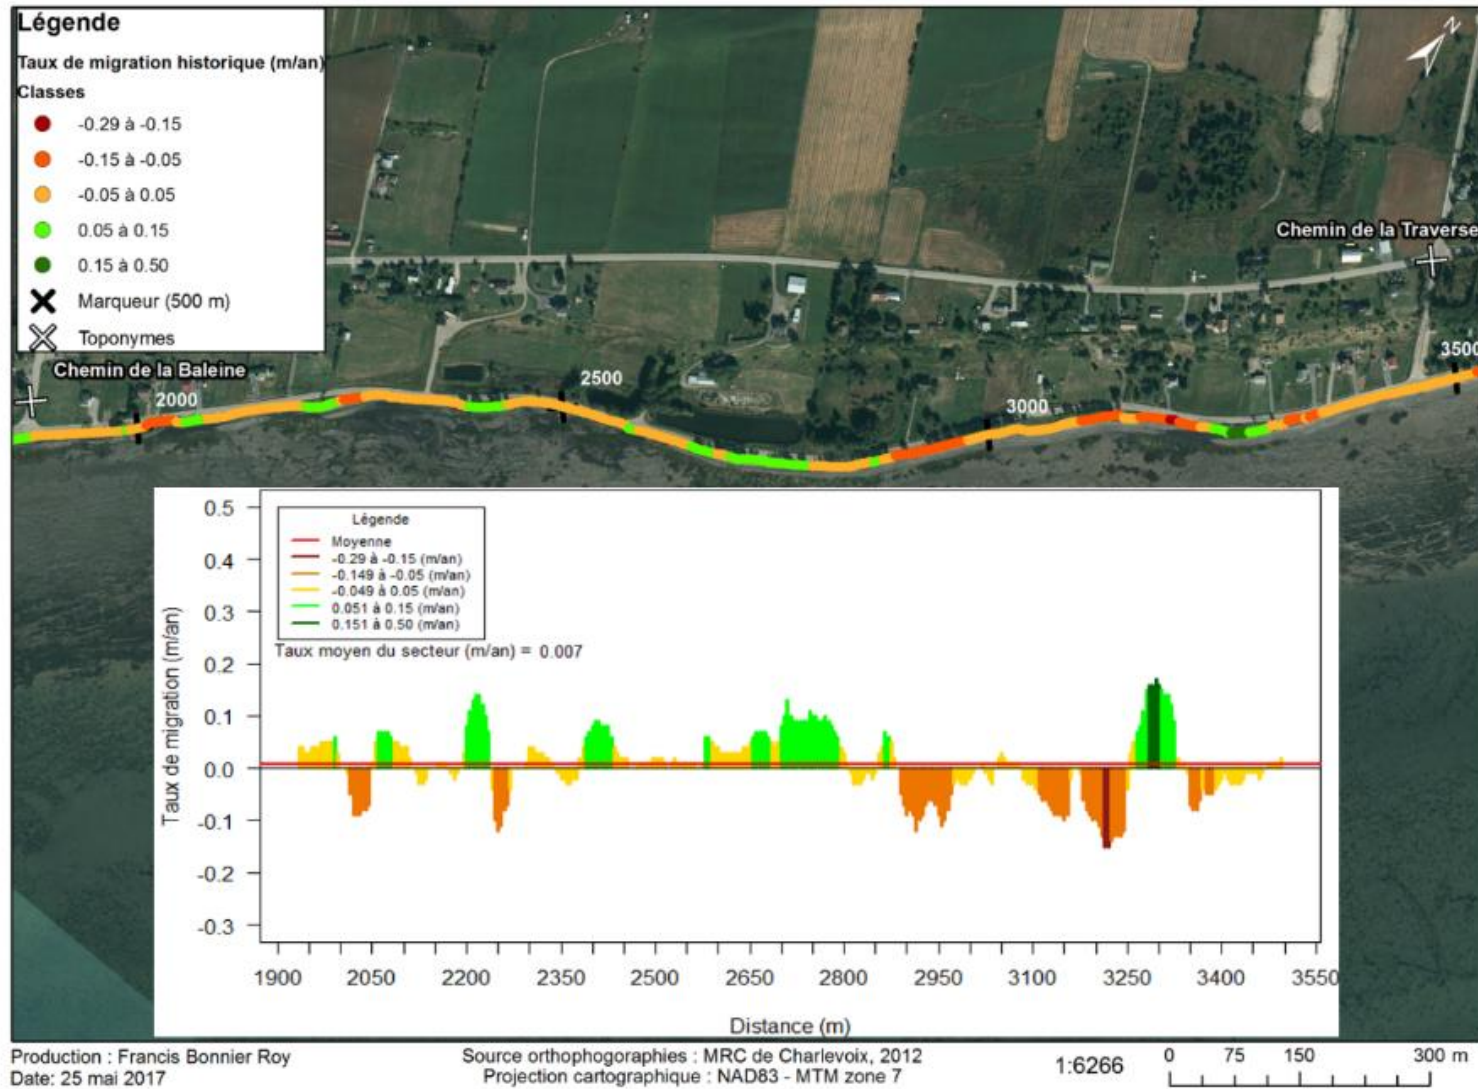 Légende
Taux de migration historique (m/an)
Classes
-0.29 à -0.15
-0.15 à -0.05
-0.05 à 0.05
0.05 à 0.15
0.15 à 0.50
Marqueur (500 m)
Toponymes
N
Chemin de la Traverse
Chemin de la Baleine
2000
2500
3000
3500
Légende
Moyenne
-0.29 à -0.15 (m/an)
-0.149 à -0.05 (m/an)
-0.049 à 0.05 (m/an)
0.051 à 0.15 (m/an)
0.151 à 0.50 (m/an)
Taux moyen du secteur (m/an) = 0.007
Taux de migration (m/an)
0.5
0.4
0.3
0.2
0.1
0.0
-0.1
-0.2
-0.3
1900 2050 2200 2350 2500 2650 2800 2950 3100 3250 3400 3550
Distance (m)
Production : Francis Bonnier Roy
Date: 25 mai 2017
Source orthophogoraphies : MRC de Charlevoix, 2012
Projection cartographique : NAD83 - MTM zone 7
1:6266
0 75 150 300 m